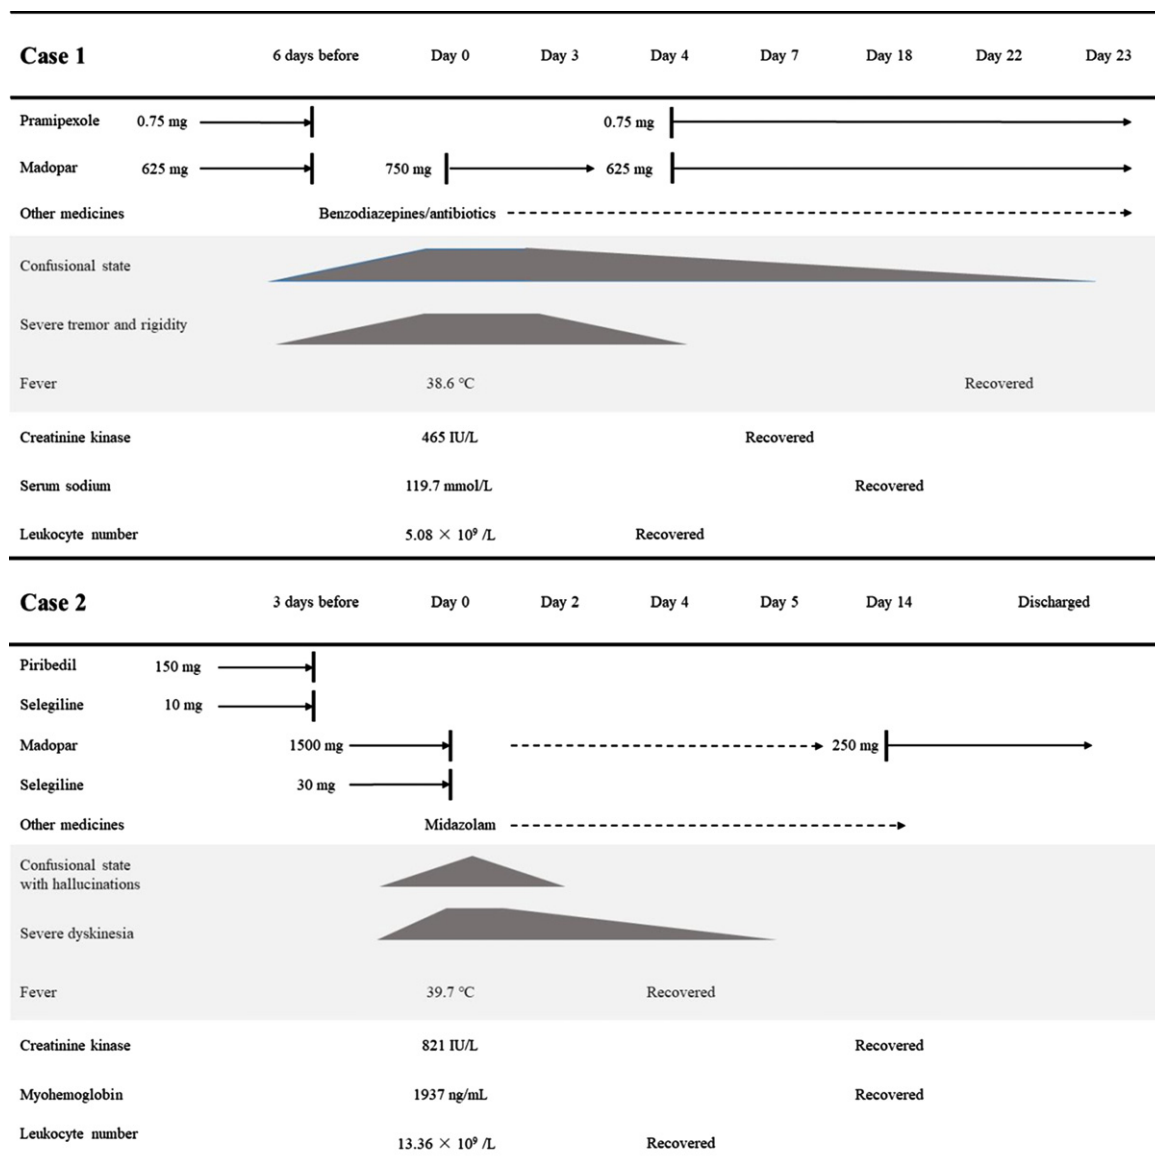 Case 1 6 days before Day 0 Day 3 Day 4 Day 7 Day 18 Day 22 Day 23
Pramipexole 0.75 mg 0.75 mg
Madopar 625 mg 750 mg 625 mg
Other medicines Benzodiazepines/antibiotics
Confusional state
Severe tremor and rigidity
Fever 38.6 ℃ Recovered
Creatinine kinase 465 IU/L Recovered
Serum sodium 119.7 mmol/L Recovered
Leukocyte number 5.08 × 10⁹ /L Recovered
Case 2 3 days before Day 0 Day 2 Day 4 Day 5 Day 14 Discharged
Piribedil 150 mg
Selegiline 10 mg
Madopar 1500 mg 250 mg
Selegiline 30 mg
Other medicines Midazolam
Confusional state
with hallucinations
Severe dyskinesia
Fever 39.7 ℃ Recovered
Creatinine kinase 821 IU/L Recovered
Myohemoglobin 1937 ng/mL Recovered
Leukocyte number 13.36 × 10⁹ /L Recovered